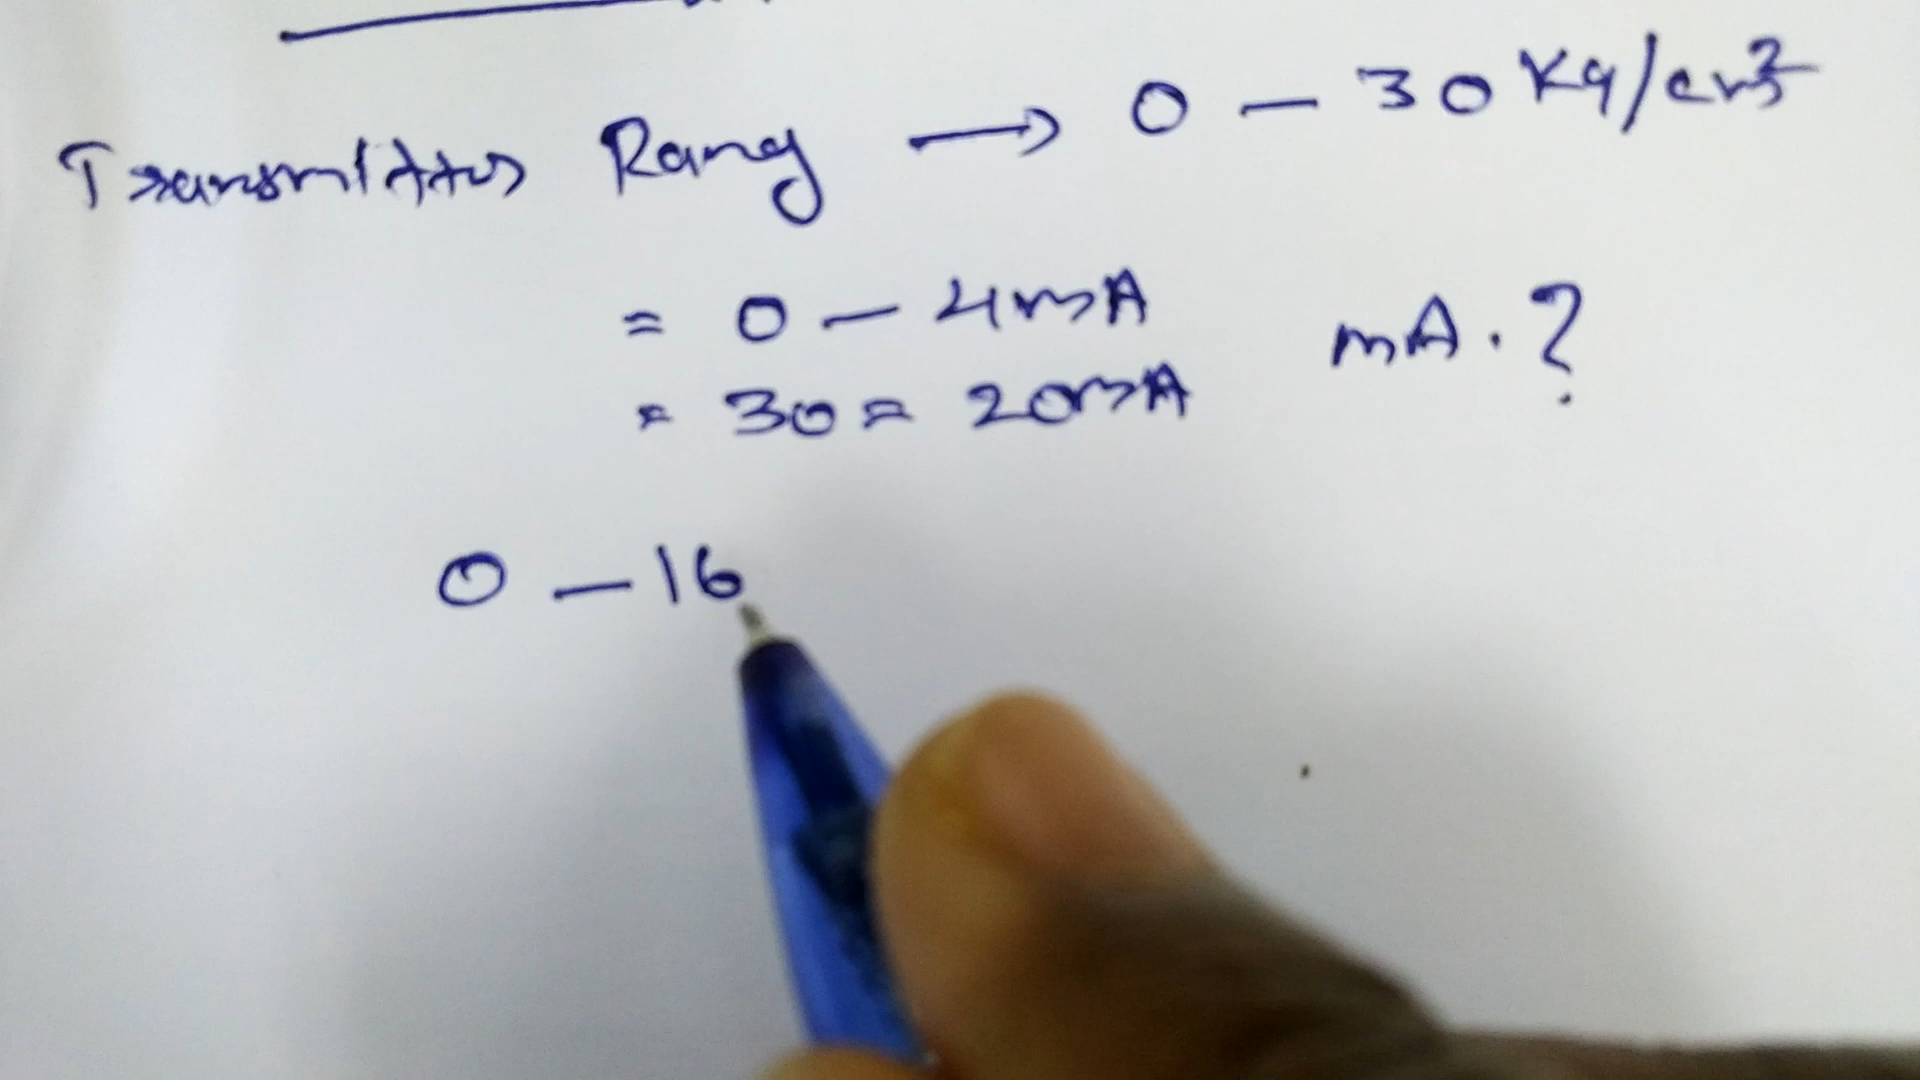 Transmitter Rang → 0 – 30 Kg/cm²
= 0 – 4mA
mA.?
= 30 = 20mA
0 – 16